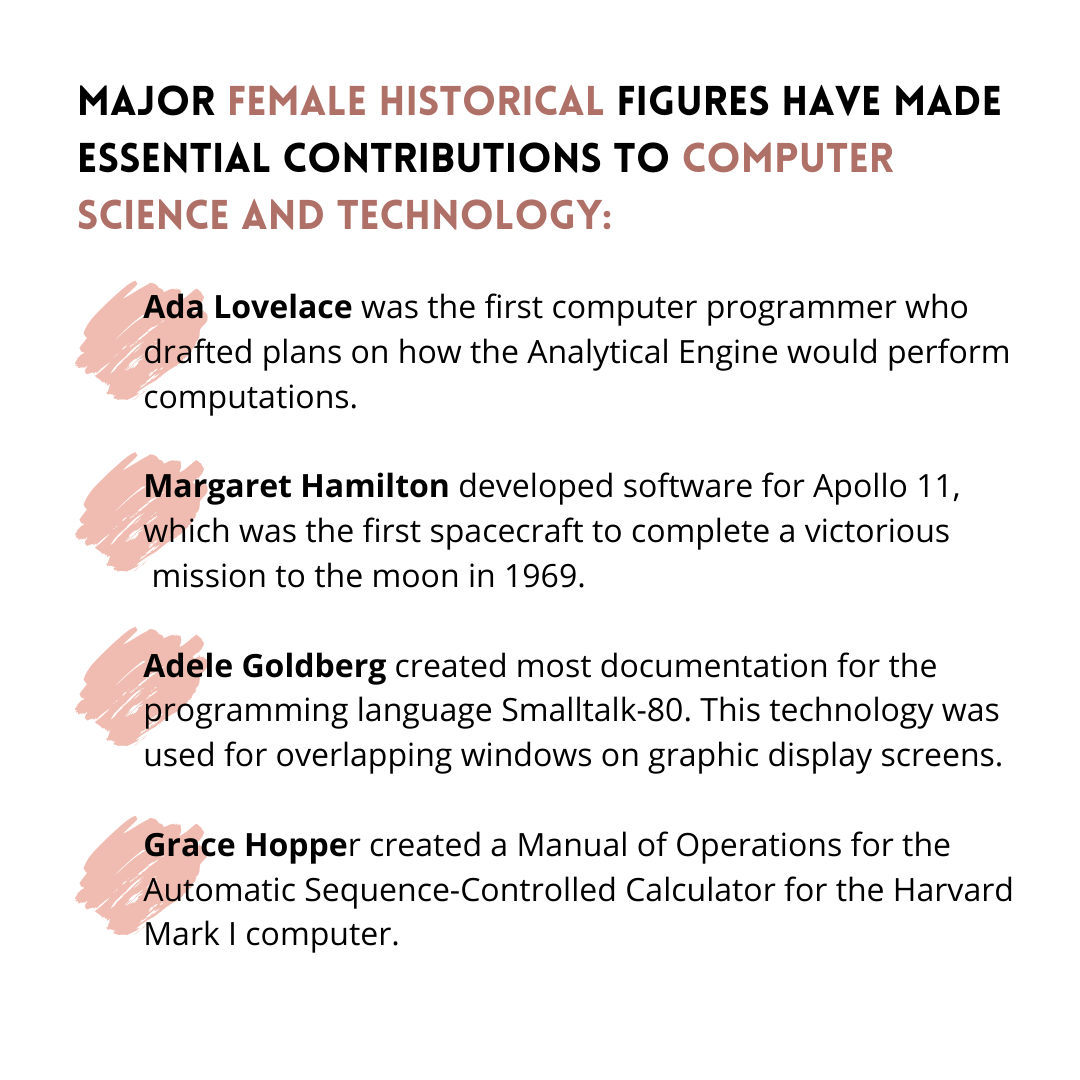 MAJOR FEMALE HISTORICAL FIGURES HAVE MADE
ESSENTIAL CONTRIBUTIONS TO COMPUTER
SCIENCE AND TECHNOLOGY:
Ada Lovelace was the first computer programmer who
drafted plans on how the Analytical Engine would perform
computations.
Margaret Hamilton developed software for Apollo 11,
which was the first spacecraft to complete a victorious
mission to the moon in 1969.
Adele Goldberg created most documentation for the
programming language Smalltalk-80. This technology was
used for overlapping windows on graphic display screens.
Grace Hopper created a Manual of Operations for the
Automatic Sequence-Controlled Calculator for the Harvard
Mark I computer.